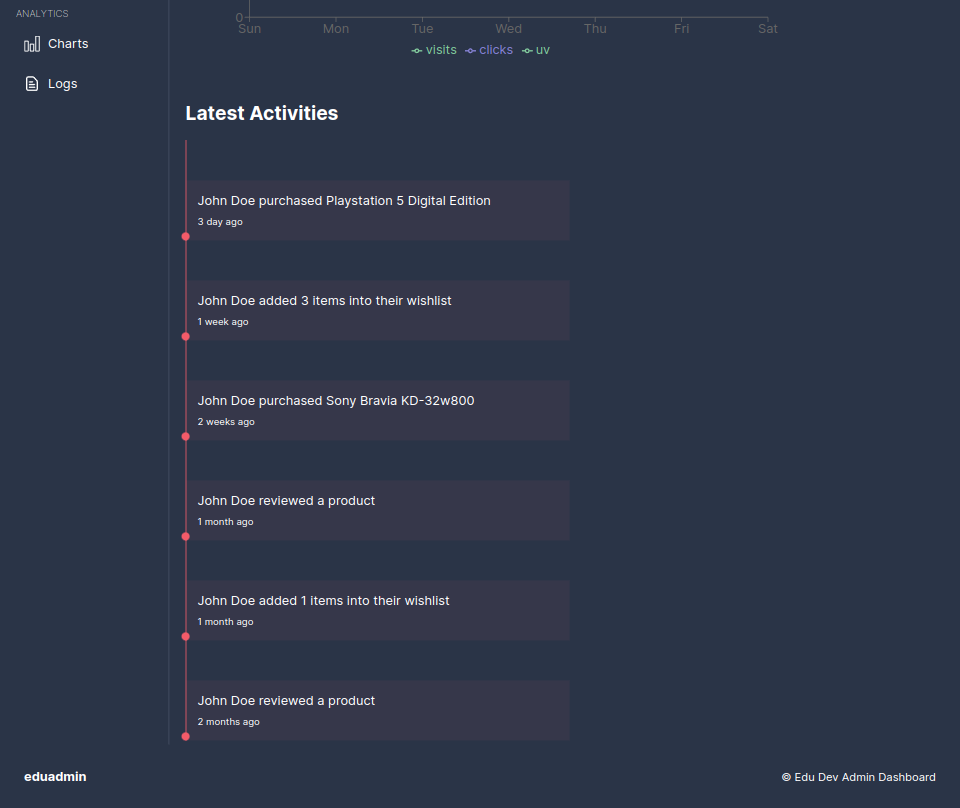 ANALYTICS
Charts
Logs
0
Sun Mon Tue Wed Thu Fri Sat
visits clicks uv
Latest Activities
John Doe purchased Playstation 5 Digital Edition
3 day ago
John Doe added 3 items into their wishlist
1 week ago
John Doe purchased Sony Bravia KD-32w800
2 weeks ago
John Doe reviewed a product
1 month ago
John Doe added 1 items into their wishlist
1 month ago
John Doe reviewed a product
2 months ago
eduadmin
© Edu Dev Admin Dashboard